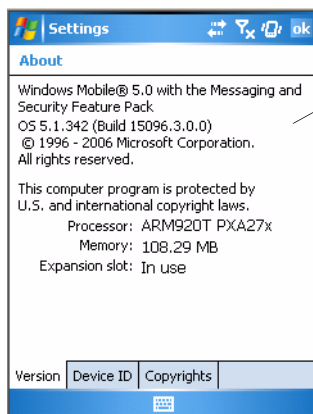 Settings ok
About
Windows Mobile® 5.0 with the Messaging and
Security Feature Pack
OS 5.1.342 (Build 15096.3.0.0)
© 1996 - 2006 Microsoft Corporation.
All rights reserved.
This computer program is protected by
U.S. and international copyright laws.
Processor: ARM920T PXA27x
Memory: 108.29 MB
Expansion slot: In use
Version Device ID Copyrights